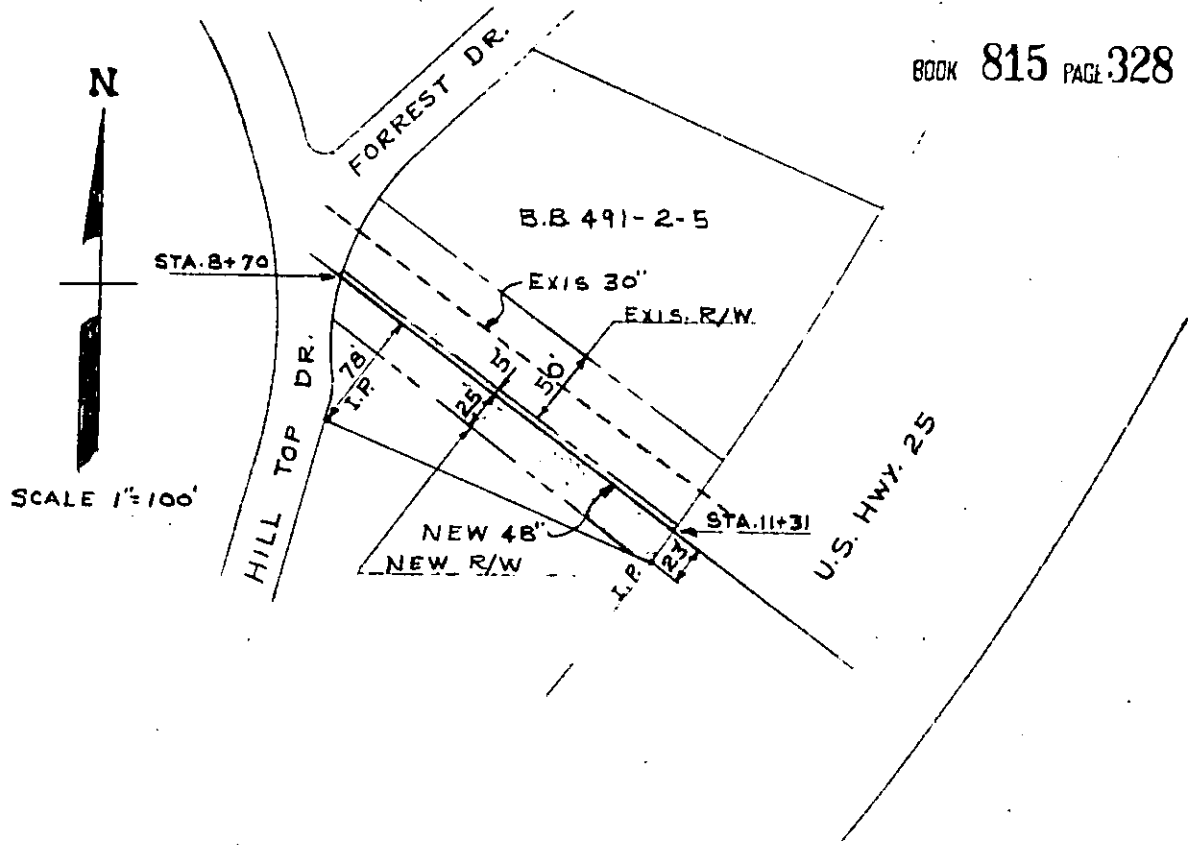 BOOK 815 PAGE 328
N
FORREST DR.
B.B. 491-2-5
STA. 8+70
EXIS 30"
EXIS. R/W.
78'
I.P.
5'
50'
25'
HILL TOP DR.
SCALE 1"=100'
U.S. HWY. 25
NEW 48"
NEW R/W
STA. 11+31
23'
I.P.